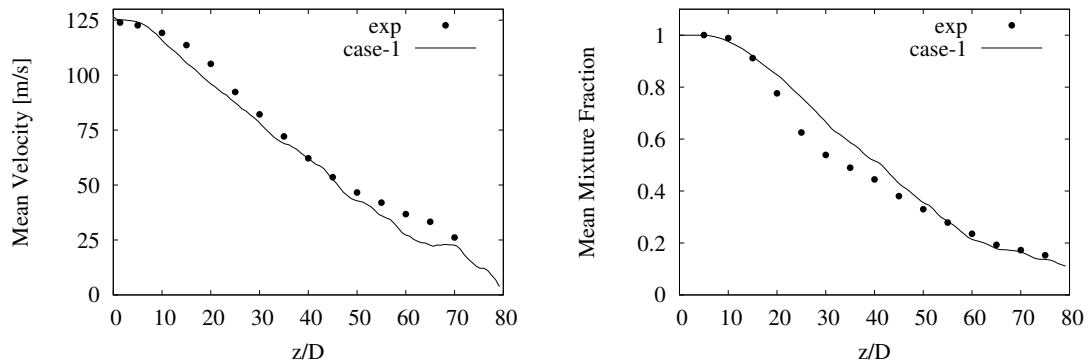 Mean Velocity [m/s]
125
100
75
50
25
0
0 10 20 30 40 50 60 70 80
z/D
exp
case-1
Mean Mixture Fraction
1
0.8
0.6
0.4
0.2
0
0 10 20 30 40 50 60 70 80
z/D
exp
case-1